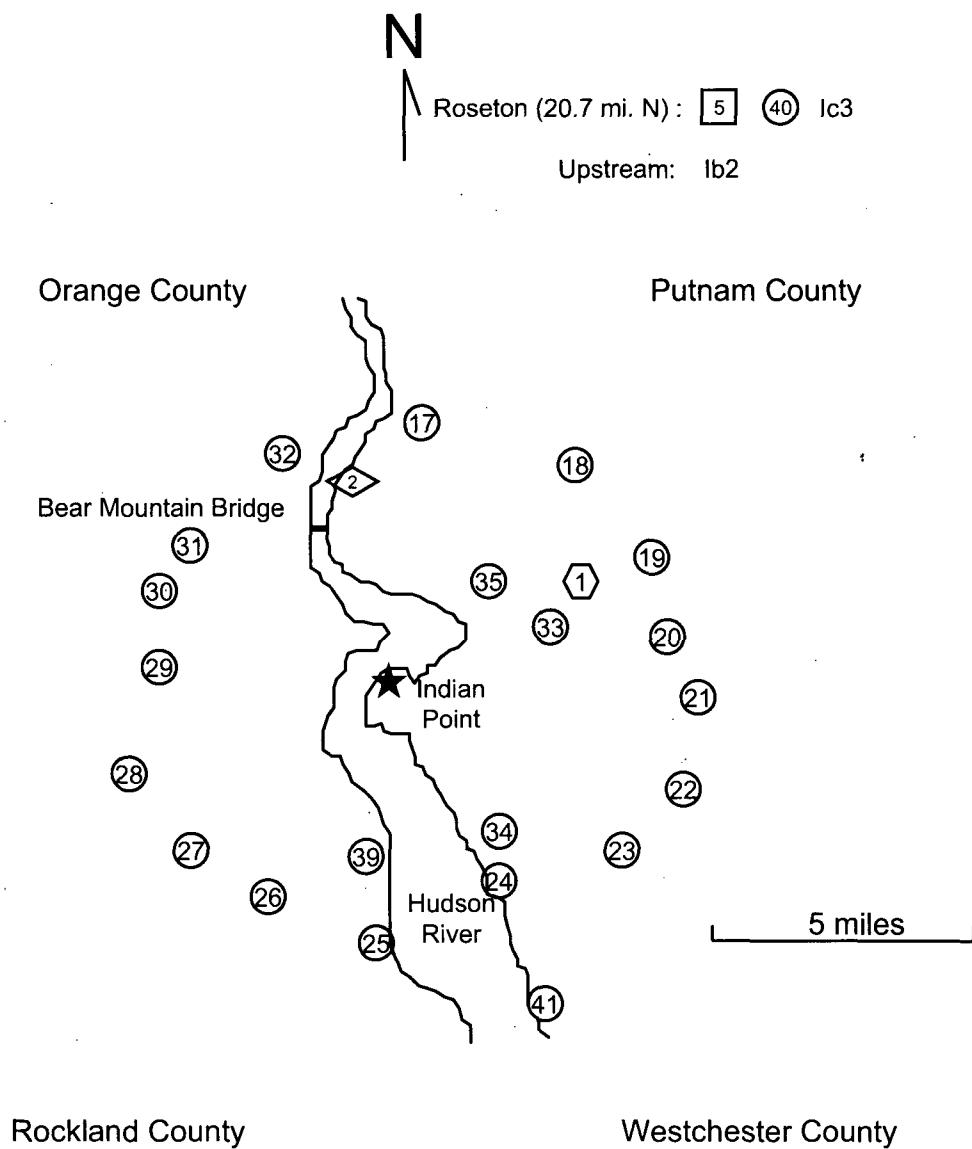 N
Roseton (20.7 mi. N) : 5 40 Ic3
Upstream: Ib2
Orange County
Putnam County
17
32
18
2
Bear Mountain Bridge
31
19
35
1
30
33
20
29
Indian
Point
21
28
22
34
27
39
23
24
26
Hudson
River
5 miles
25
41
Rockland County
Westchester County